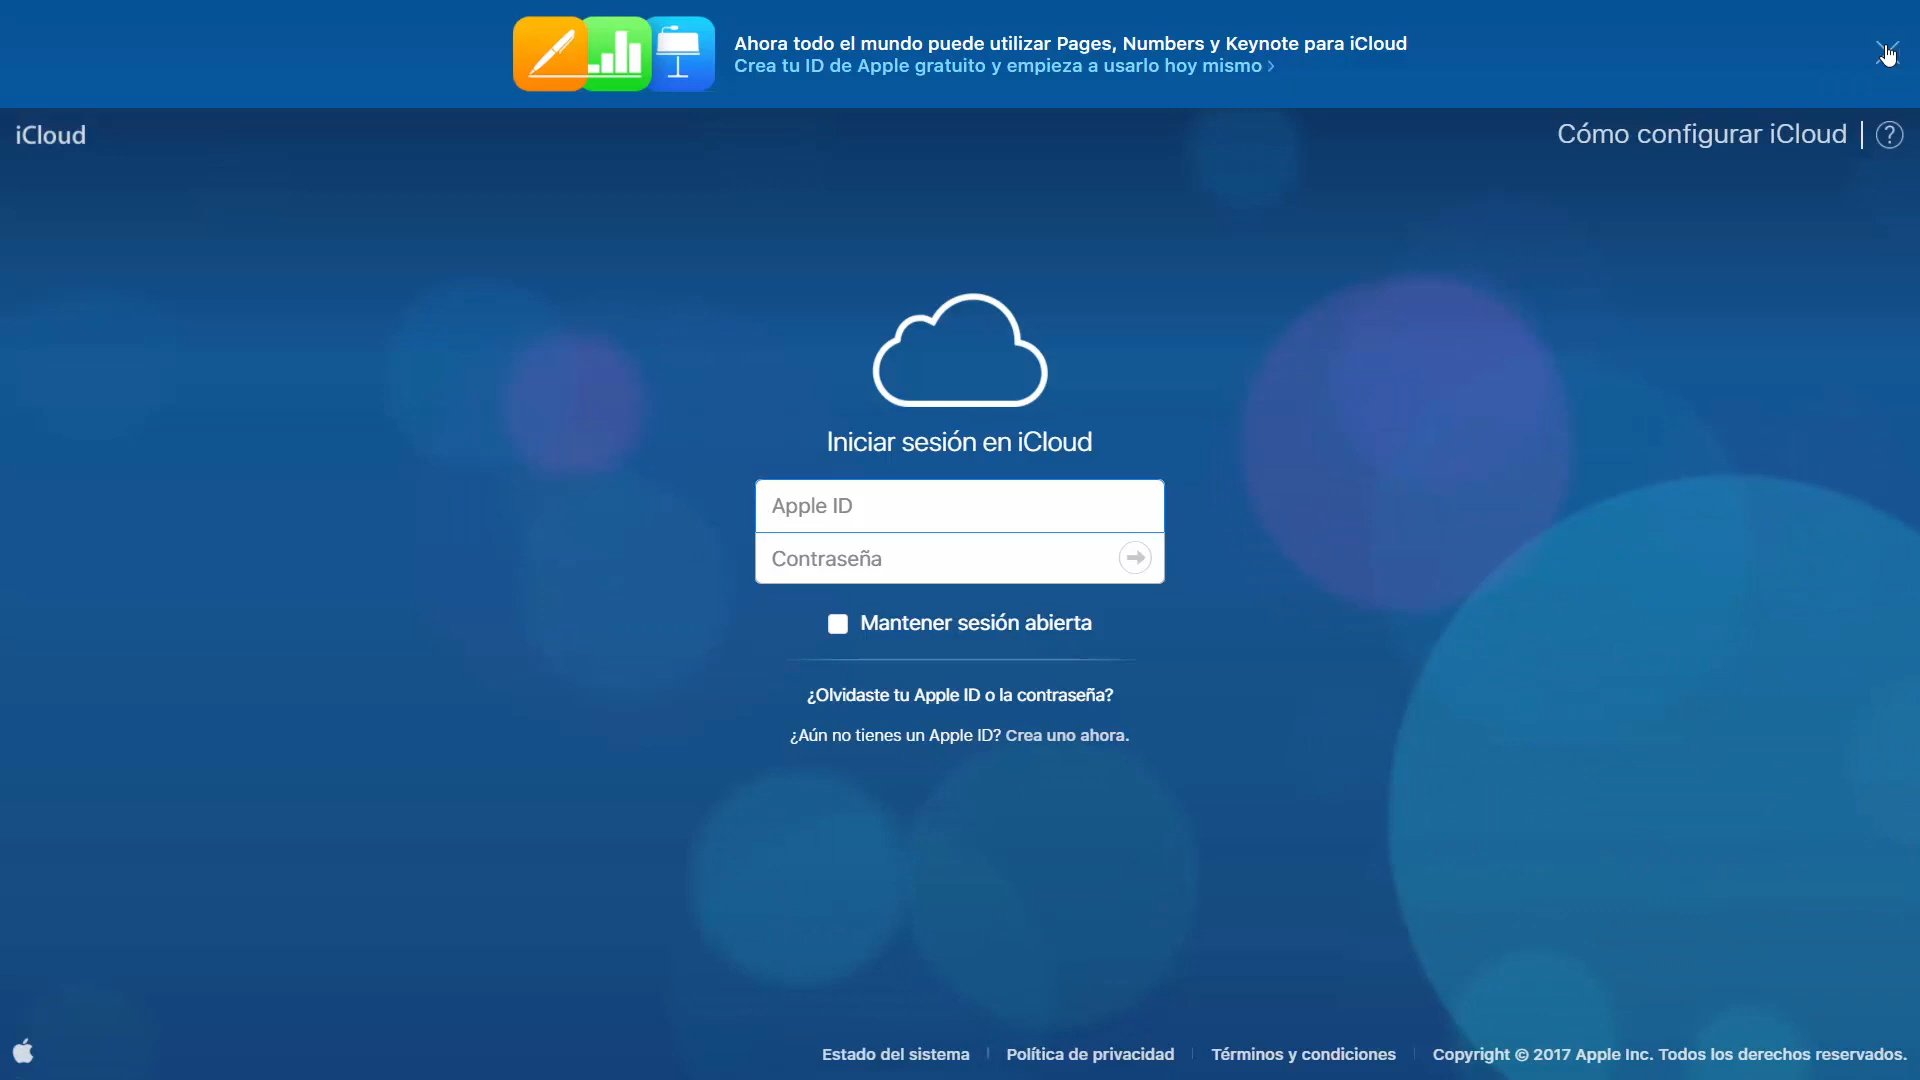 Ahora todo el mundo puede utilizar Pages, Numbers y Keynote para iCloud
Crea tu ID de Apple gratuito y empieza a usarlo hoy mismo ›
iCloud
Cómo configurar iCloud
?
Iniciar sesión en iCloud
Apple ID
Contraseña
Mantener sesión abierta
¿Olvidaste tu Apple ID o la contraseña?
¿Aún no tienes un Apple ID? Crea uno ahora.
Estado del sistema | Política de privacidad | Términos y condiciones | Copyright © 2017 Apple Inc. Todos los derechos reservados.